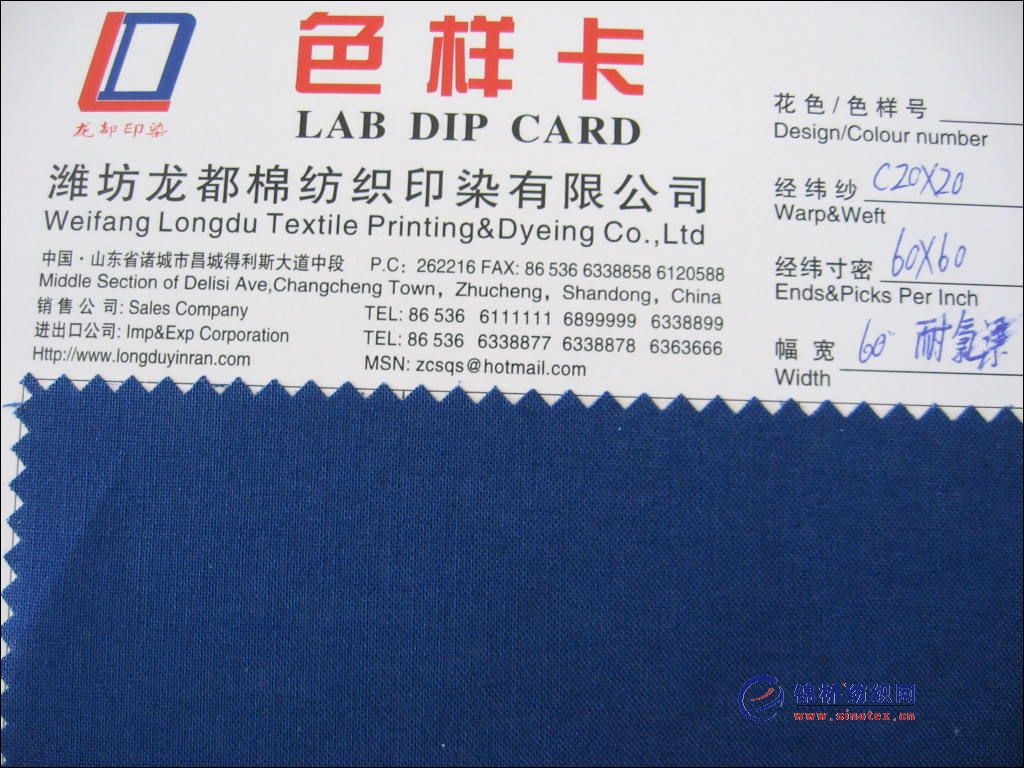 龙都印染
色样卡
LAB DIP CARD
潍坊龙都棉纺织印染有限公司
Weifang Longdu Textile Printing&Dyeing Co.,Ltd
中国·山东省诸城市昌城得利斯大道中段 P.C: 262216 FAX: 86 536 6338858 6120588
Middle Section of Delisi Ave,Changcheng Town, Zhucheng, Shandong, China
销售公司: Sales Company TEL: 86 536 6111111 6899999 6338899
进出口公司: Imp&Exp Corporation TEL: 86 536 6338877 6338878 6363666
Http://www.longduyinran.com MSN: zcsqs@hotmail.com
花色/色样号
Design/Colour number
经纬纱 C20X20
Warp&Weft
经纬寸密 60X60
Ends&Picks Per Inch
幅宽 60" 耐氯漂
Width
锦桥纺织网
www.sinotex.cn